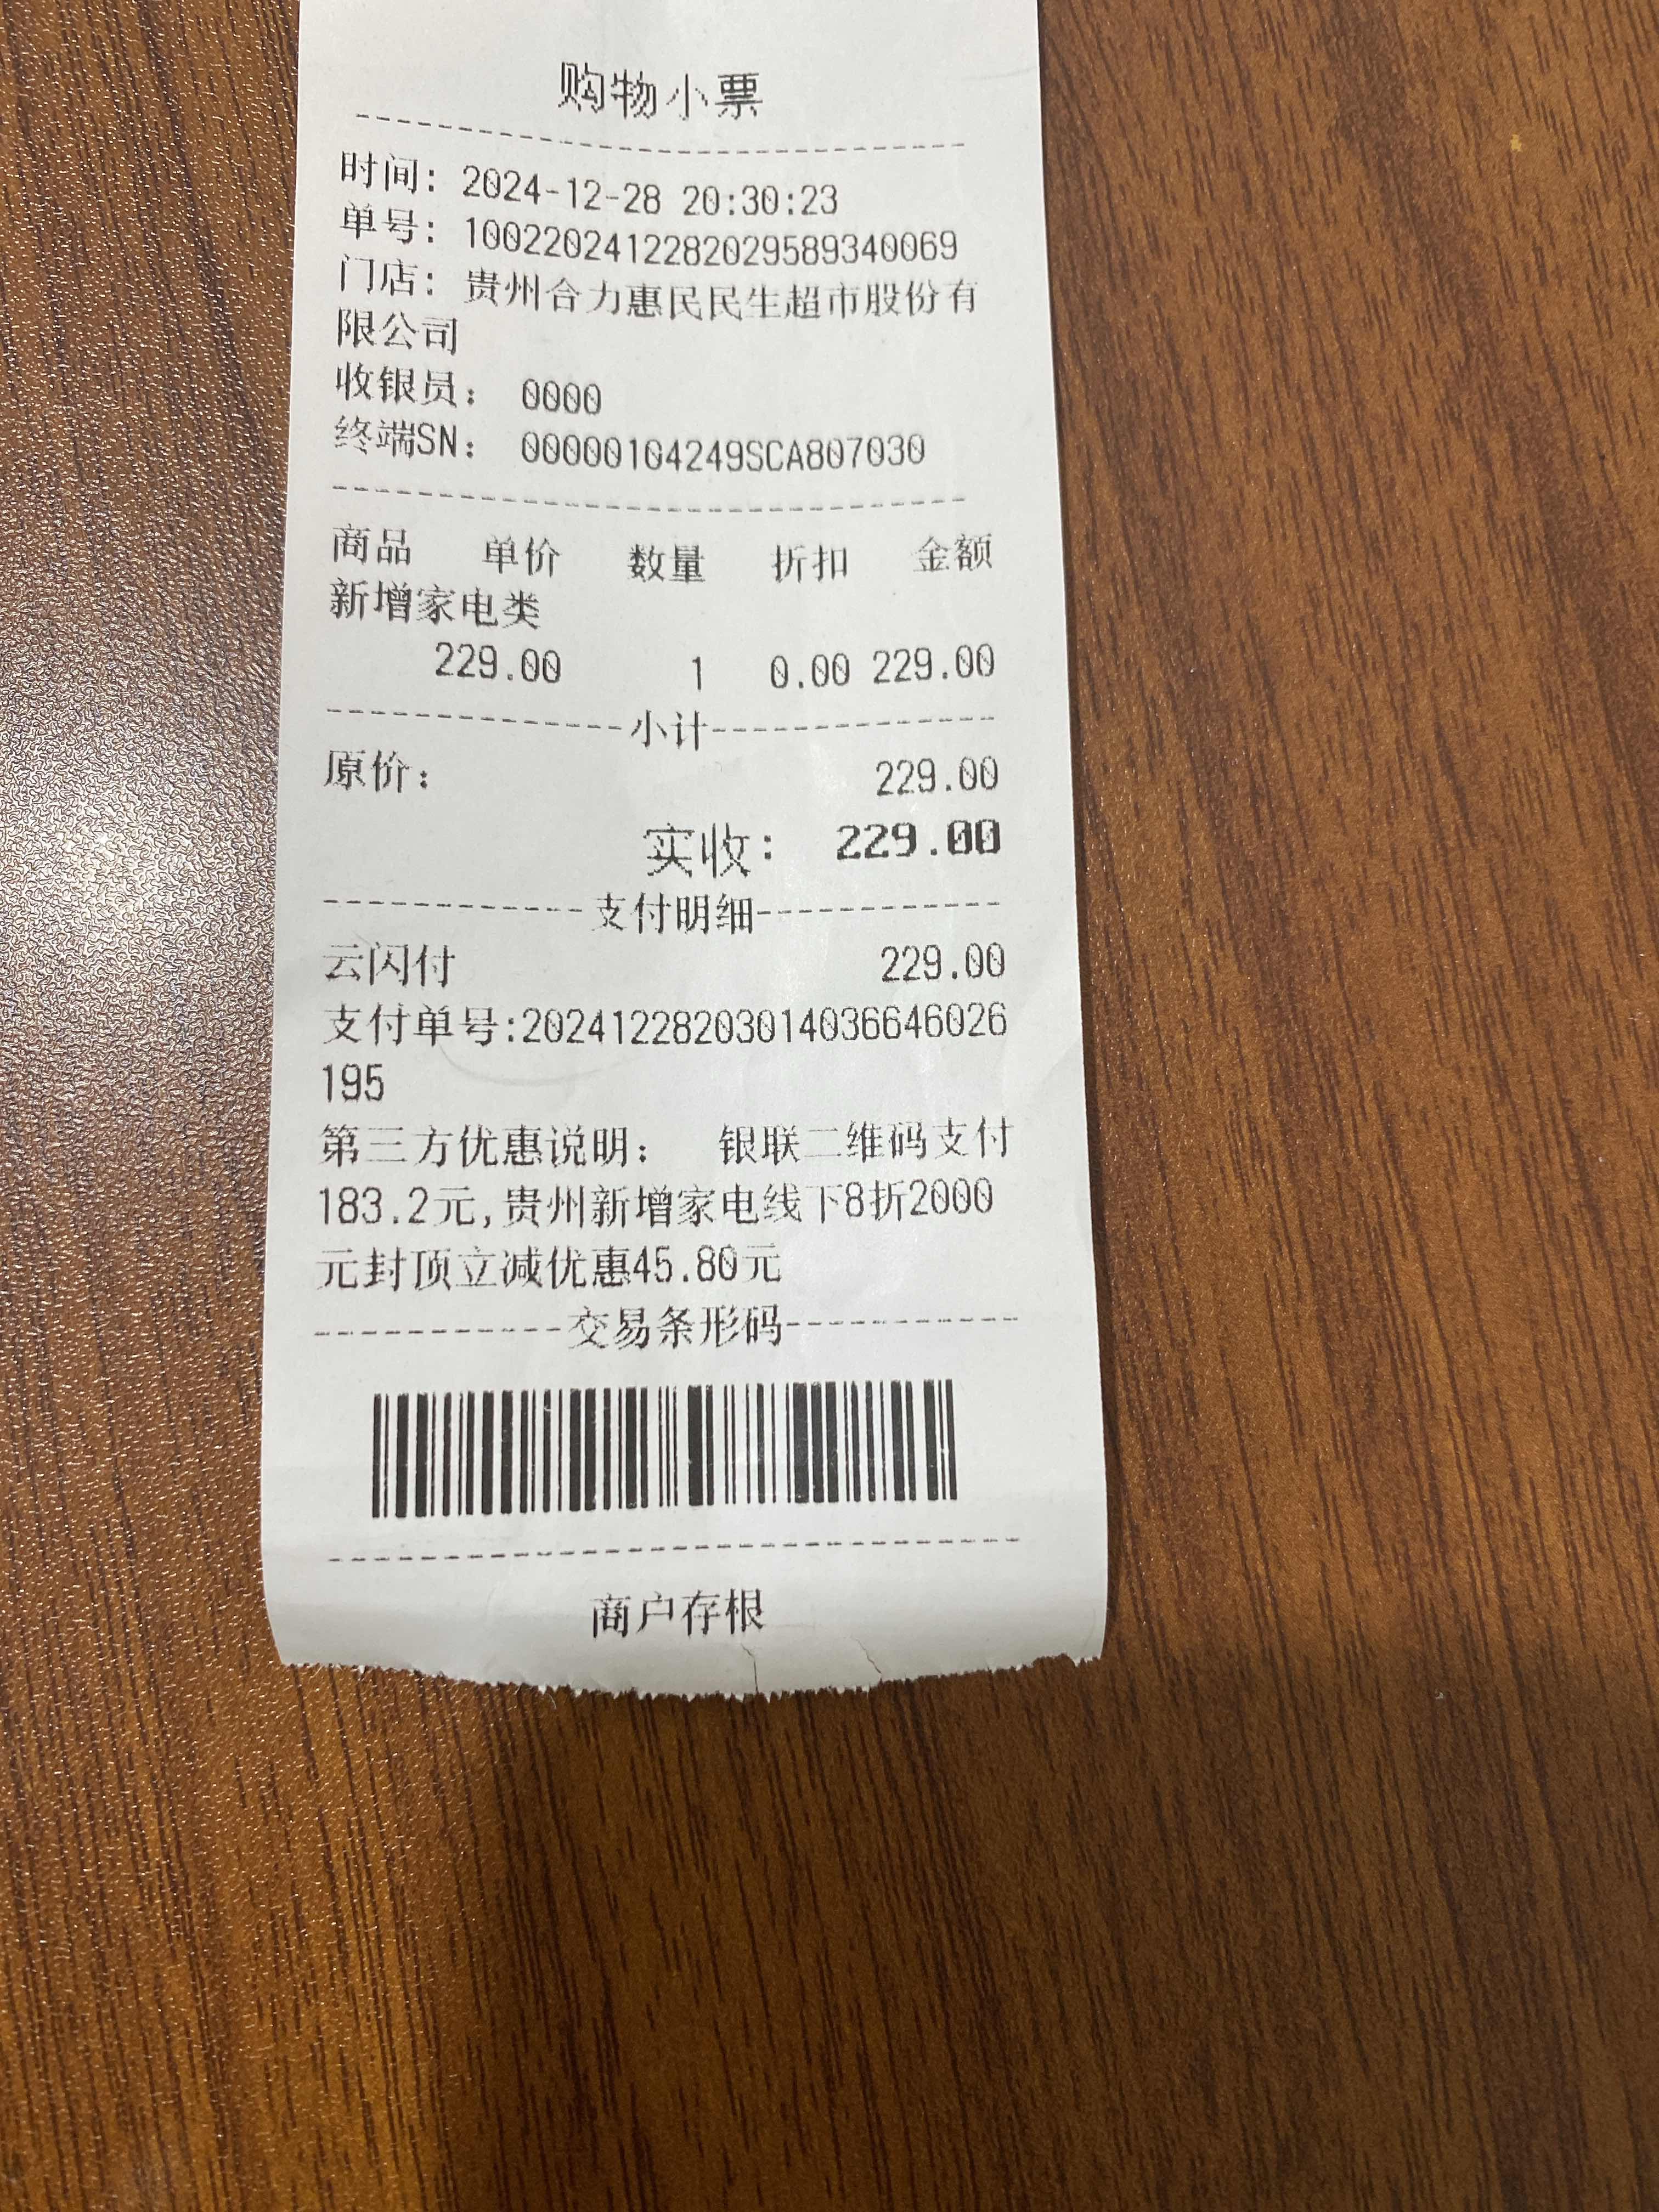 购物小票
时间: 2024-12-28 20:30:23
单号: 1002202412282029589340069
门店: 贵州合力惠民民生超市股份有
限公司
收银员: 0000
终端SN: 00000104249SCA807030
商品 单价 数量 折扣 金额
新增家电类
229.00 1 0.00 229.00
小计
原价: 229.00
实收: 229.00
支付明细
云闪付 229.00
支付单号:20241228203014036646026
195
第三方优惠说明: 银联二维码支付
183.2元,贵州新增家电线下8折2000
元封顶立减优惠45.80元
交易条形码
商户存根